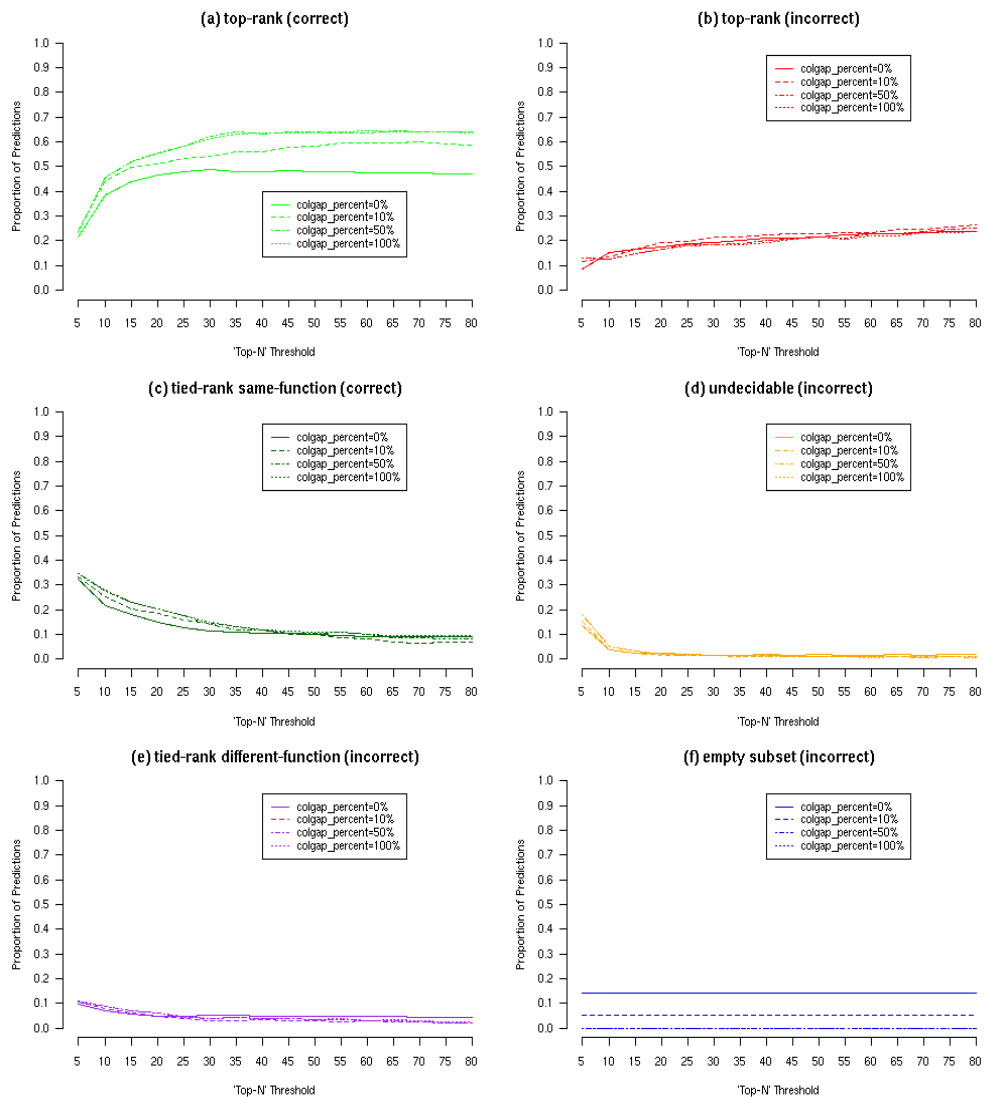 (a) top-rank (correct)
Proportion of Predictions
1.0
0.9
0.8
0.7
0.6
0.5
0.4
0.3
0.2
0.1
0.0
colgap_percent=0%
colgap_percent=10%
colgap_percent=50%
colgap_percent=100%
5 10 15 20 25 30 35 40 45 50 55 60 65 70 75 80
'Top-N' Threshold
(b) top-rank (incorrect)
Proportion of Predictions
1.0
0.9
0.8
0.7
0.6
0.5
0.4
0.3
0.2
0.1
0.0
colgap_percent=0%
colgap_percent=10%
colgap_percent=50%
colgap_percent=100%
5 10 15 20 25 30 35 40 45 50 55 60 65 70 75 80
'Top-N' Threshold
(c) tied-rank same-function (correct)
Proportion of Predictions
1.0
0.9
0.8
0.7
0.6
0.5
0.4
0.3
0.2
0.1
0.0
colgap_percent=0%
colgap_percent=10%
colgap_percent=50%
colgap_percent=100%
5 10 15 20 25 30 35 40 45 50 55 60 65 70 75 80
'Top-N' Threshold
(d) undecidable (incorrect)
Proportion of Predictions
1.0
0.9
0.8
0.7
0.6
0.5
0.4
0.3
0.2
0.1
0.0
colgap_percent=0%
colgap_percent=10%
colgap_percent=50%
colgap_percent=100%
5 10 15 20 25 30 35 40 45 50 55 60 65 70 75 80
'Top-N' Threshold
(e) tied-rank different-function (incorrect)
Proportion of Predictions
1.0
0.9
0.8
0.7
0.6
0.5
0.4
0.3
0.2
0.1
0.0
colgap_percent=0%
colgap_percent=10%
colgap_percent=50%
colgap_percent=100%
5 10 15 20 25 30 35 40 45 50 55 60 65 70 75 80
'Top-N' Threshold
(f) empty subset (incorrect)
Proportion of Predictions
1.0
0.9
0.8
0.7
0.6
0.5
0.4
0.3
0.2
0.1
0.0
colgap_percent=0%
colgap_percent=10%
colgap_percent=50%
colgap_percent=100%
5 10 15 20 25 30 35 40 45 50 55 60 65 70 75 80
'Top-N' Threshold